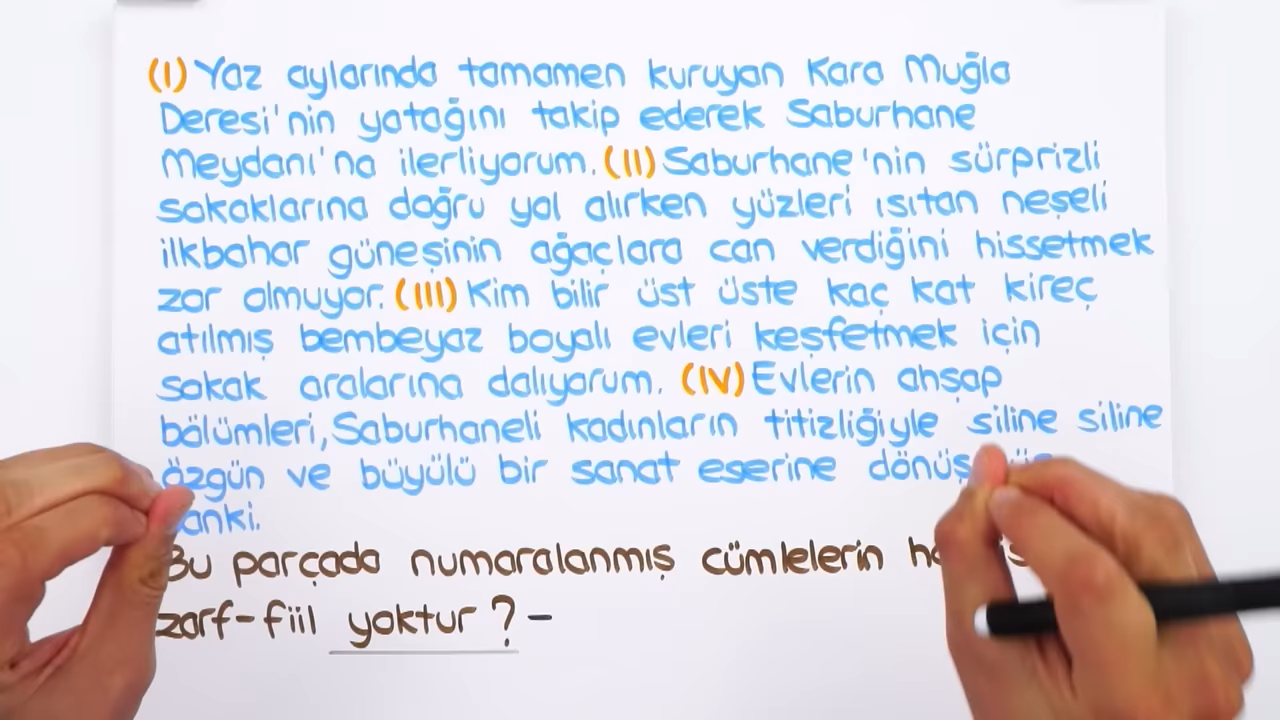 (I) Yaz aylarında tamamen kuruyan Kara Muğla
Deresi'nin yatağını takip ederek Saburhane
Meydanı'na ilerliyorum. (II) Saburhane'nin sürprizli
sokaklarına doğru yol alırken yüzleri ısıtan neşeli
ilkbahar güneşinin ağaçlara can verdiğini hissetmek
zor olmuyor. (III) Kim bilir üst üste kaç kat kireç
atılmış bembeyaz boyalı evleri keşfetmek için
sokak aralarına dalıyorum. (IV) Evlerin ahşap
bölümleri, Saburhaneli kadınların titizliğiyle siline siline
özgün ve büyülü bir sanat eserine
Bu parçada numaralanmış cümlelerin
zarf-fiil yoktur? -